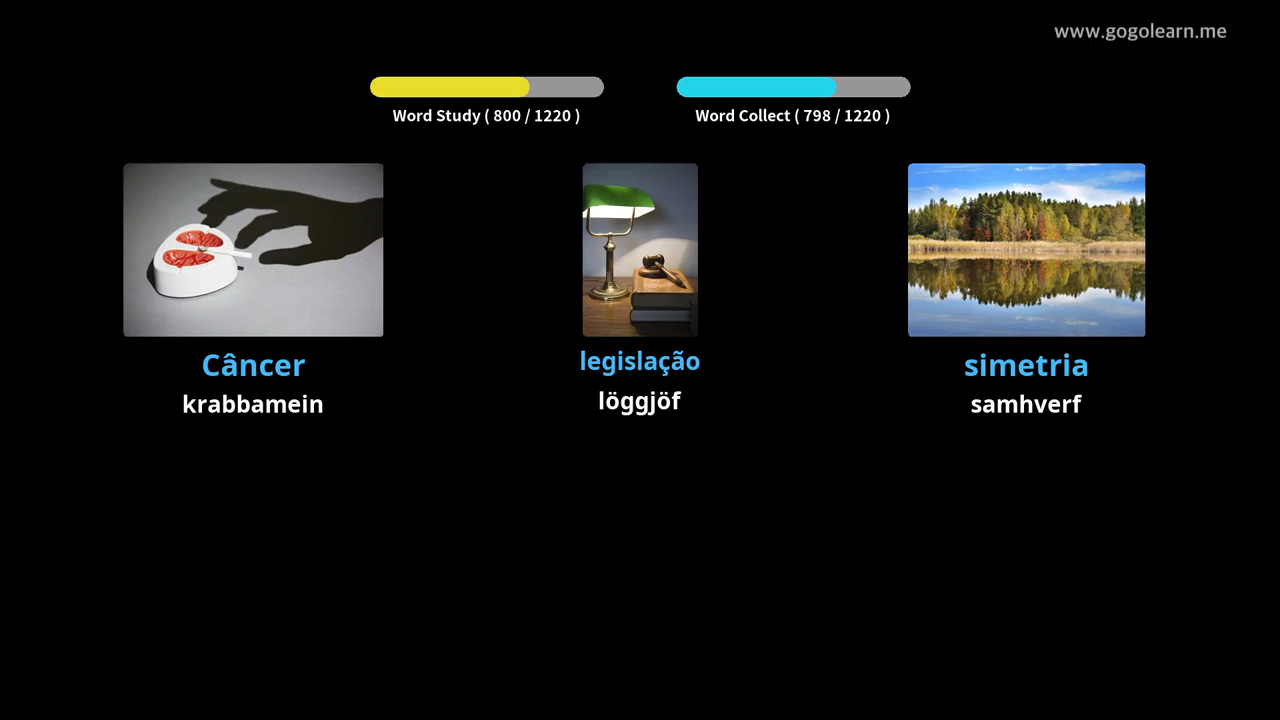 www.gogolearn.me
Word Study ( 800 / 1220 )
Word Collect ( 798 / 1220 )
Câncer
krabbamein
legislação
löggjöf
simetria
samhverf